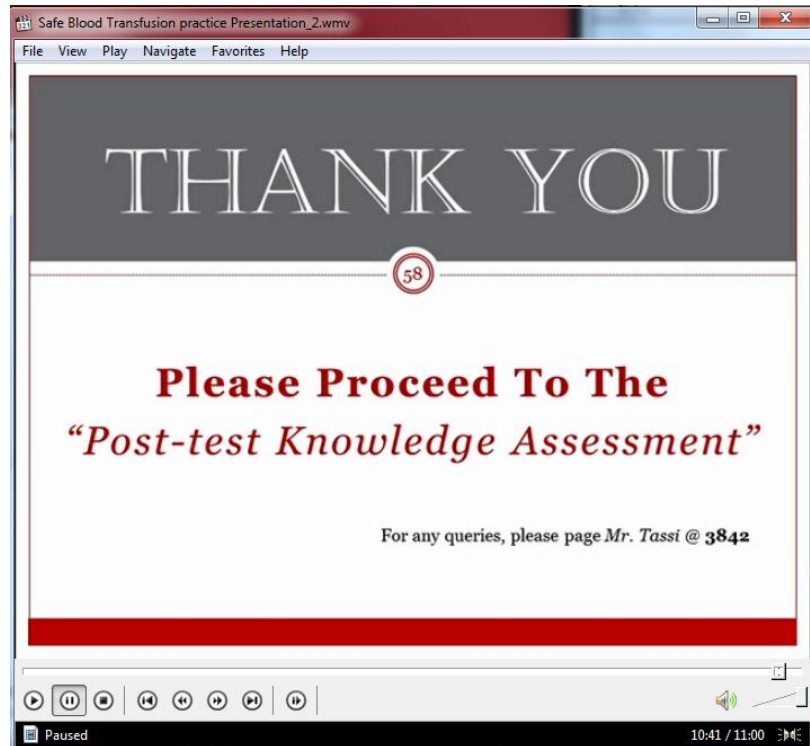 Safe Blood Transfusion practice Presentation_2.wmv
File View Play Navigate Favorites Help
THANK YOU
58
Please Proceed To The
“Post-test Knowledge Assessment”
For any queries, please page Mr. Tassi @ 3842
Paused 10:41 / 11:00